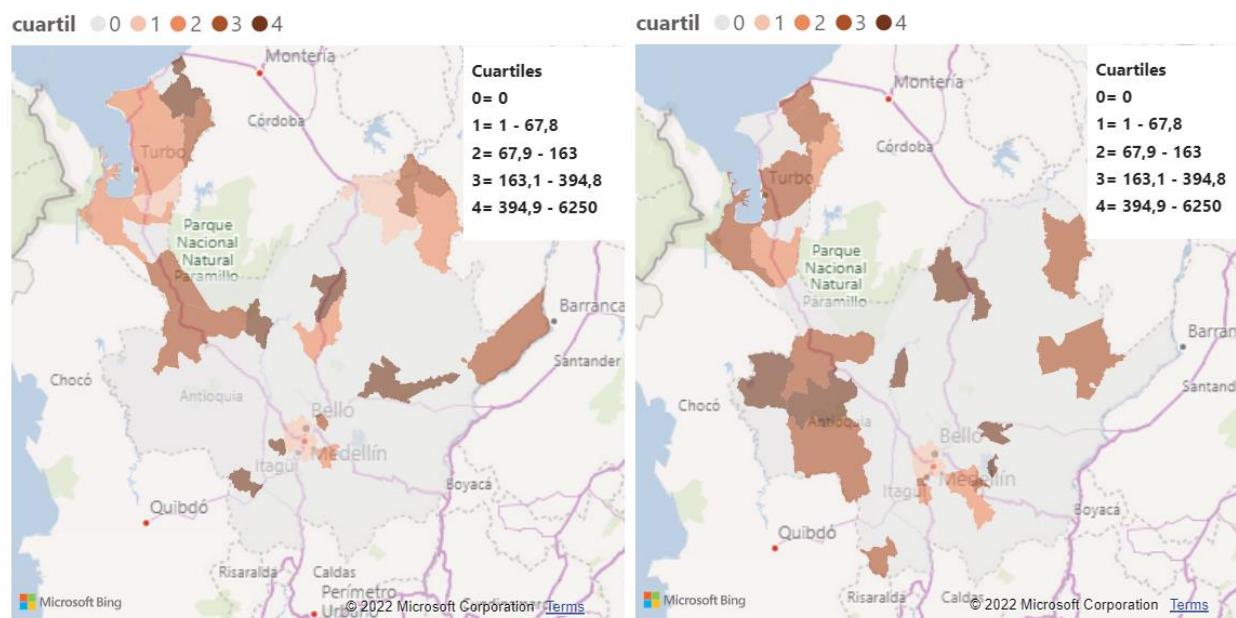 cuartil 0 1 2 3 4
Montería
Cuartiles
0= 0
1= 1 - 67,8
2= 67,9 - 163
3= 163,1 - 394,8
4= 394,9 - 6250
Córdoba
Turbo
Parque
Nacional
Natural
Paramillo
Barranca
Santander
Chocó
Antioquia
Bello
Medellín
Itagüí
Boyacá
Quibdó
Risaralda
Caldas
Perímetro
Urbano
Microsoft Bing
© 2022 Microsoft Corporation Terms
cuartil 0 1 2 3 4
Montería
Cuartiles
0= 0
1= 1 - 67,8
2= 67,9 - 163
3= 163,1 - 394,8
4= 394,9 - 6250
Córdoba
Turbo
Parque
Nacional
Natural
Paramillo
Barran
Santander
Chocó
Antioquia
Bello
Medellín
Itagüí
Boyacá
Quibdó
Risaralda
Caldas
Microsoft Bing
© 2022 Microsoft Corporation Terms